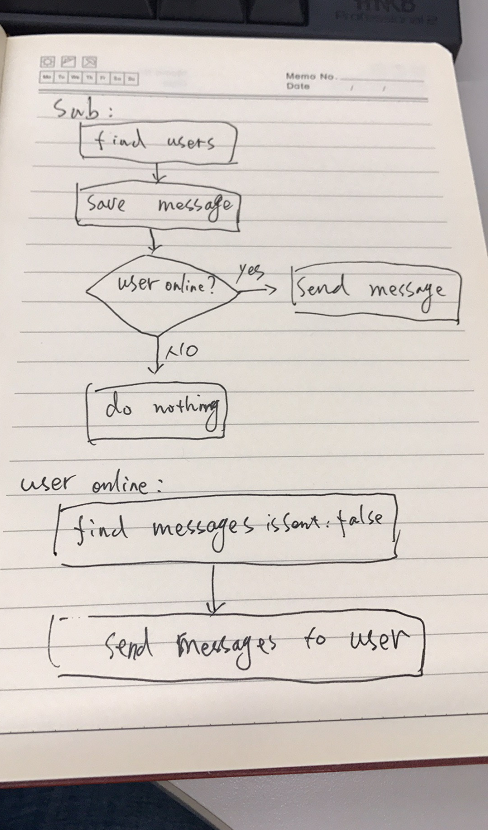 Mo Tu We Th Fr Sa Su
Memo No.
Date / /
Sub:
find users
save message
user online?
yes
send message
NO
do nothing
user online:
find messages isSent: false
send messages to user